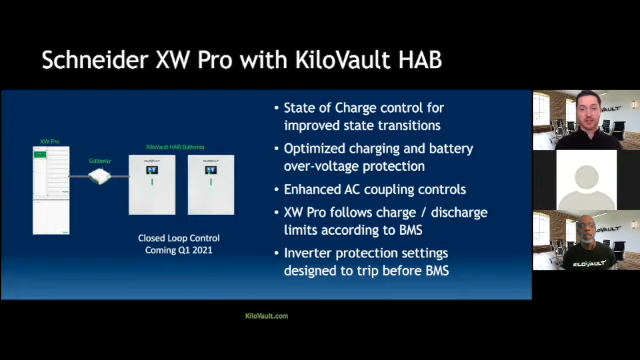 Schneider XW Pro with KiloVault HAB
XW Pro
Gateway
KiloVault HAB Batteries
Closed Loop Control
Coming Q1 2021
• State of Charge control for
improved state transitions
• Optimized charging and battery
over-voltage protection
• Enhanced AC coupling controls
• XW Pro follows charge / discharge
limits according to BMS
• Inverter protection settings
designed to trip before BMS
KiloVault.com
KILOVAULT